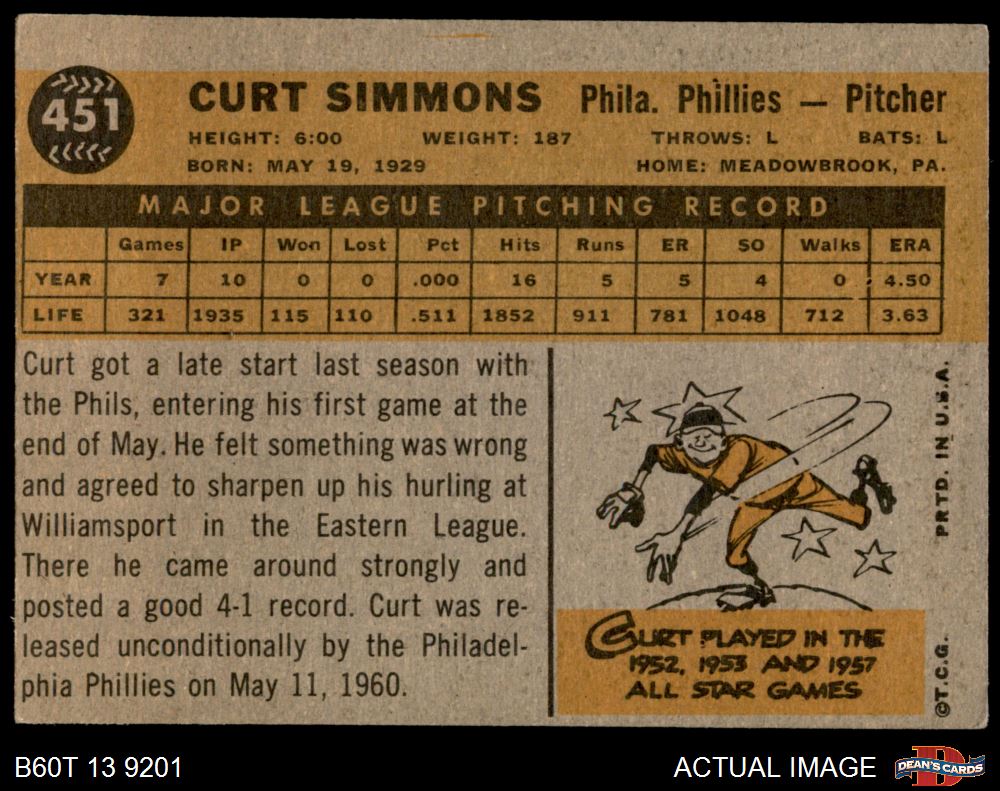 451
CURT SIMMONS Phila. Phillies — Pitcher
HEIGHT: 6:00 WEIGHT: 187 THROWS: L BATS: L
BORN: MAY 19, 1929 HOME: MEADOWBROOK, PA.
MAJOR LEAGUE PITCHING RECORD
Games IP Won Lost Pct Hits Runs ER SO Walks ERA
YEAR 7 10 0 0 .000 16 5 5 4 0 4.50
LIFE 321 1935 115 110 .511 1852 911 781 1048 712 3.63
Curt got a late start last season with
the Phils, entering his first game at the
end of May. He felt something was wrong
and agreed to sharpen up his hurling at
Williamsport in the Eastern League.
There he came around strongly and
posted a good 4-1 record. Curt was re-
leased unconditionally by the Philadel-
phia Phillies on May 11, 1960.
CURT PLAYED IN THE
1952, 1953 AND 1957
ALL STAR GAMES
©T.C.G. PRTD. IN U.S.A.
B60T 13 9201 ACTUAL IMAGE DEAN'S CARDS